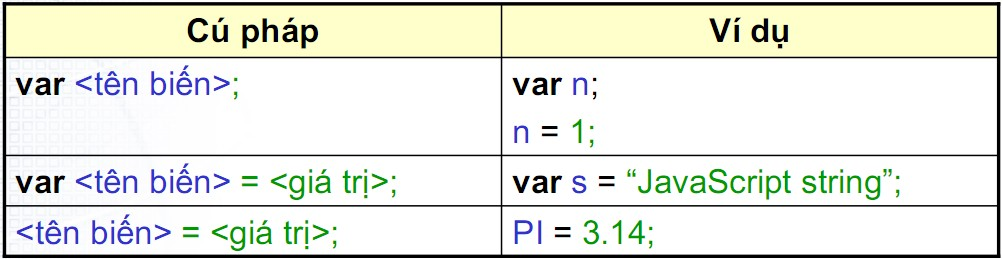 Cú pháp
Ví dụ
var <tên biến>;
var n;
n = 1;
var <tên biến> = <giá trị>;
var s = “JavaScript string”;
<tên biến> = <giá trị>;
PI = 3.14;